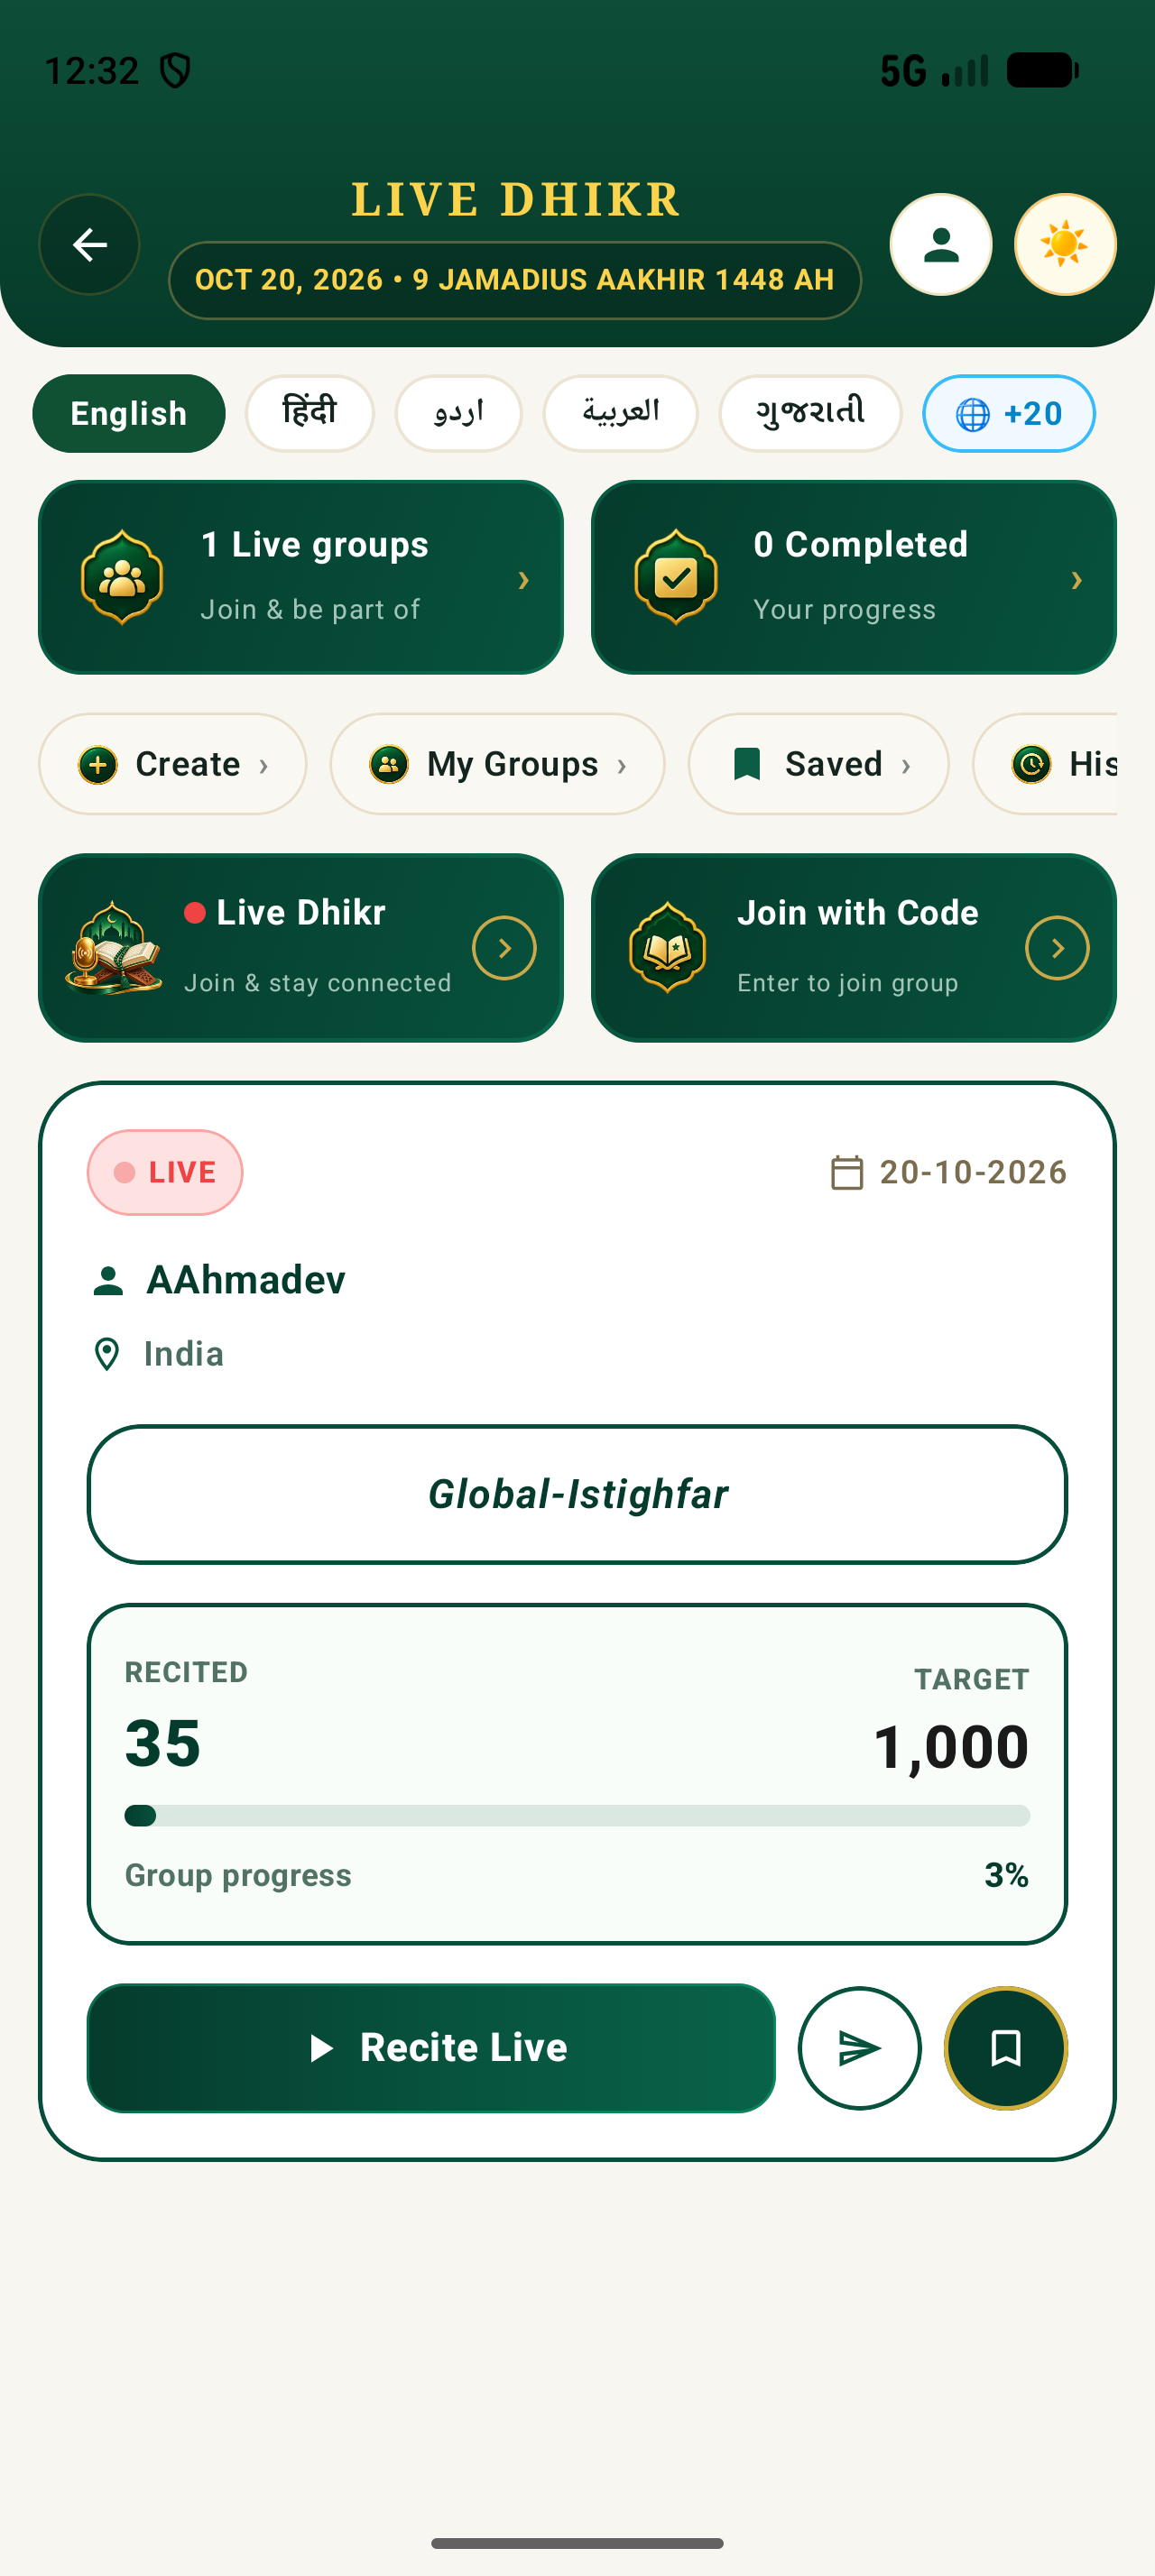 12:32
5G
LIVE DHIKR
OCT 20, 2026 • 9 JAMADIUS AAKHIR 1448 AH
English
हिंदी
اردو
العربية
ગુજરાતી
+20
1 Live groups
Join & be part of
0 Completed
Your progress
Create
My Groups
Saved
His
Live Dhikr
Join & stay connected
Join with Code
Enter to join group
LIVE
20-10-2026
AAhmadev
India
Global-Istighfar
RECITED
TARGET
35
1,000
Group progress
3%
Recite Live